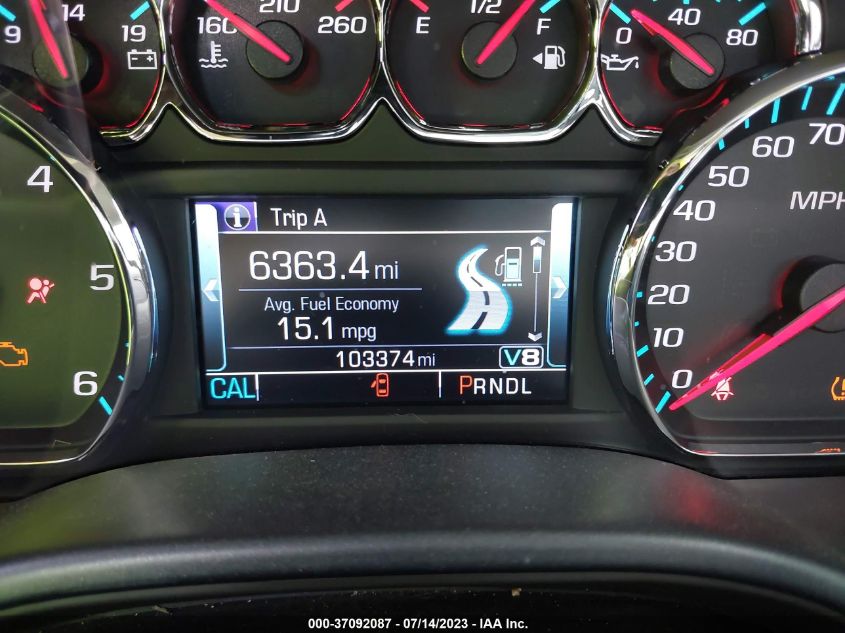 9 14 19
160 210 260
E 1/2 F
0 40 80
4
5
6
Trip A
6363.4 mi
Avg. Fuel Economy
15.1 mpg
103374 mi
V8
CAL
PRNDL
MPH
70
60
50
40
30
20
10
0
000-37092087 - 07/14/2023 - IAA Inc.